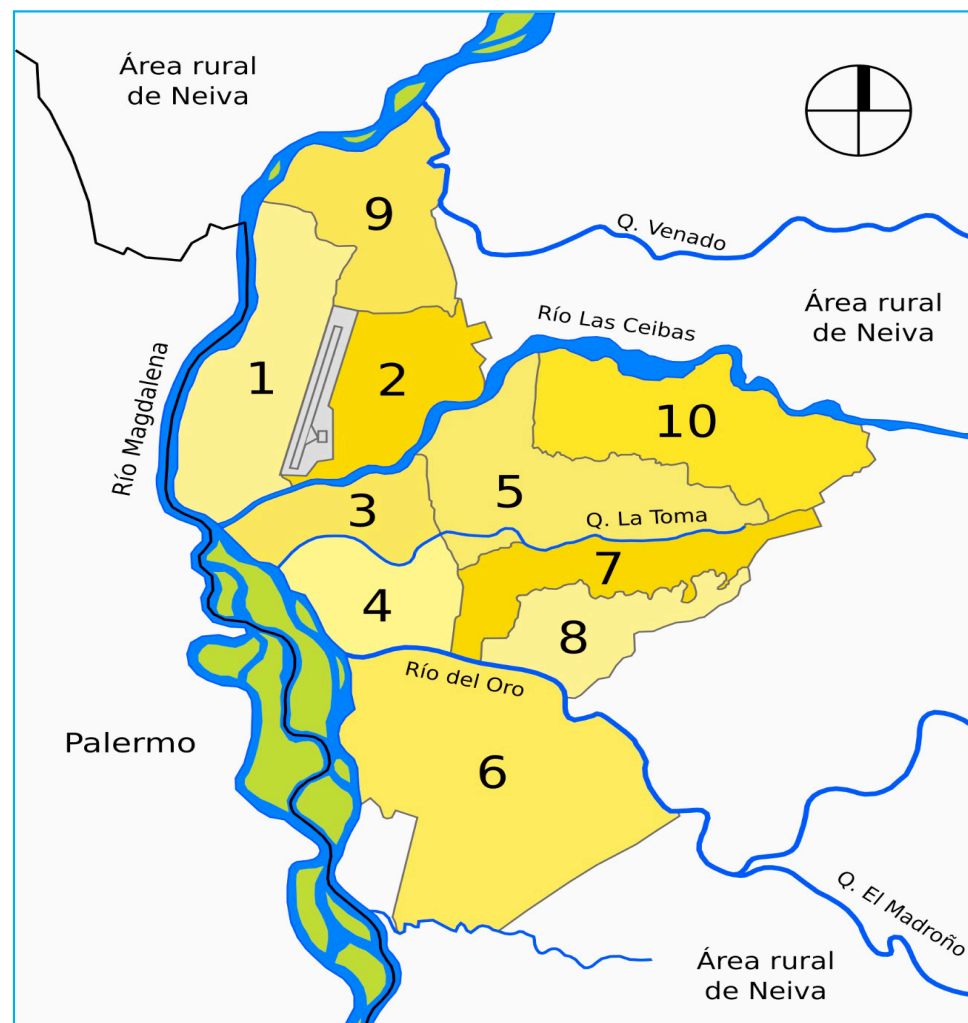 Área rural
de Neiva
9
Q. Venado
Área rural
de Neiva
Río Las Ceibas
Río Magdalena
1
2
10
5
3
Q. La Toma
7
4
8
Río del Oro
Palermo
6
Q. El Madroño
Área rural
de Neiva